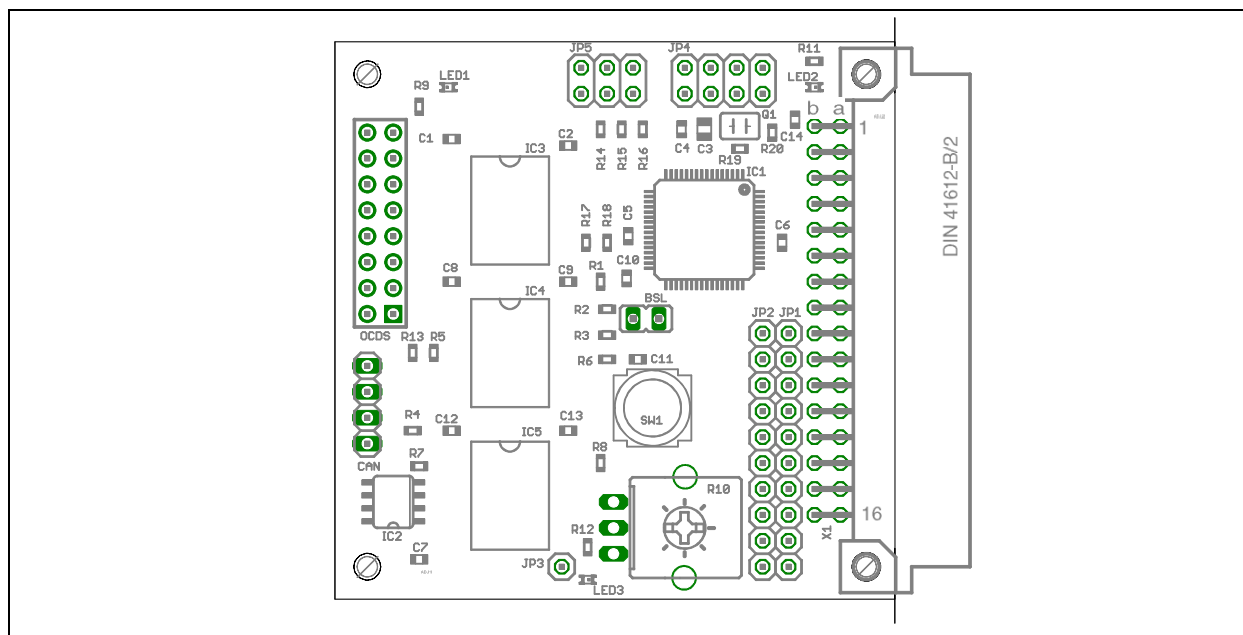 JP5
JP4
R11
LED1
LED2
R9
b a
Q1
1
C1
C2
C14
IC3
R14
R15
R16
C4
C3
R19
R20
IC1
DIN 41612-B/2
R17
R18
C5
C6
C8
C9
R1
C10
IC4
R2
BSL
JP2
JP1
OCDS
R3
R13
R5
R6
C11
R4
C12
C13
SW1
IC5
CAN
R7
R8
R10
16
X1
IC2
R12
C7
JP3
LED3